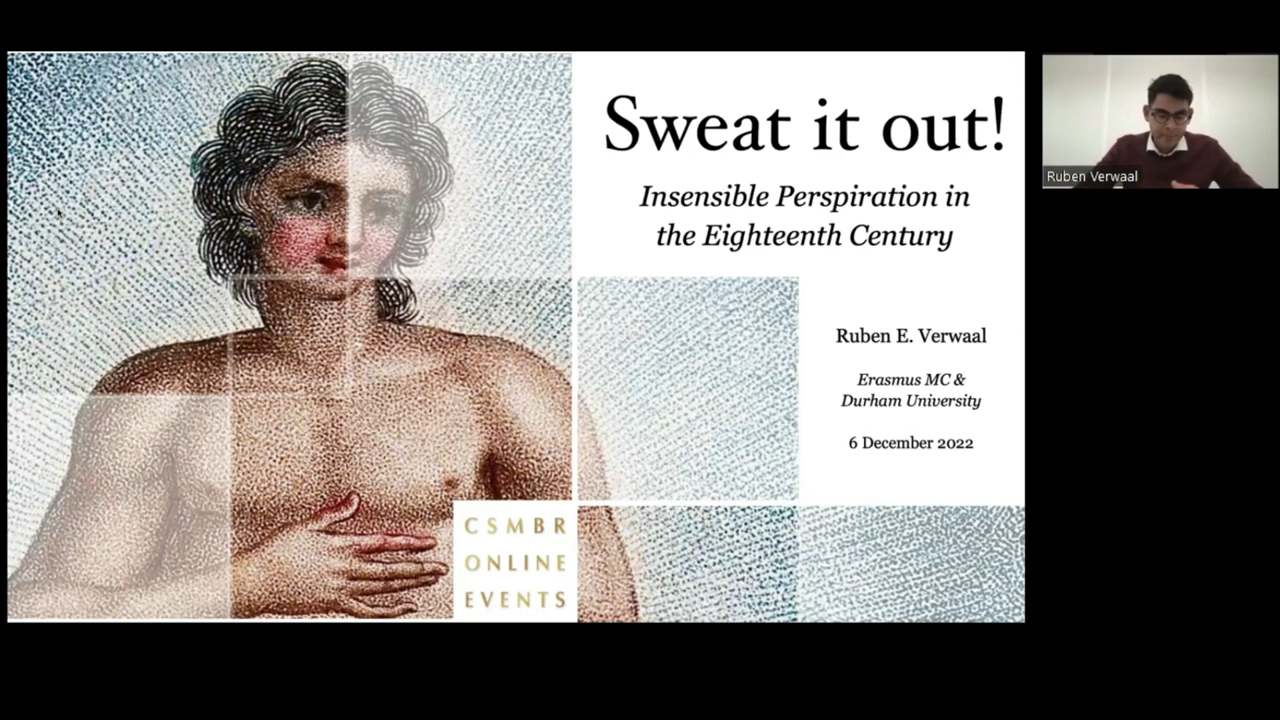 Sweat it out!
Insensible Perspiration in
the Eighteenth Century
Ruben E. Verwaal
Erasmus MC &
Durham University
6 December 2022
CSMBR
ONLINE
EVENTS
Ruben Verwaal